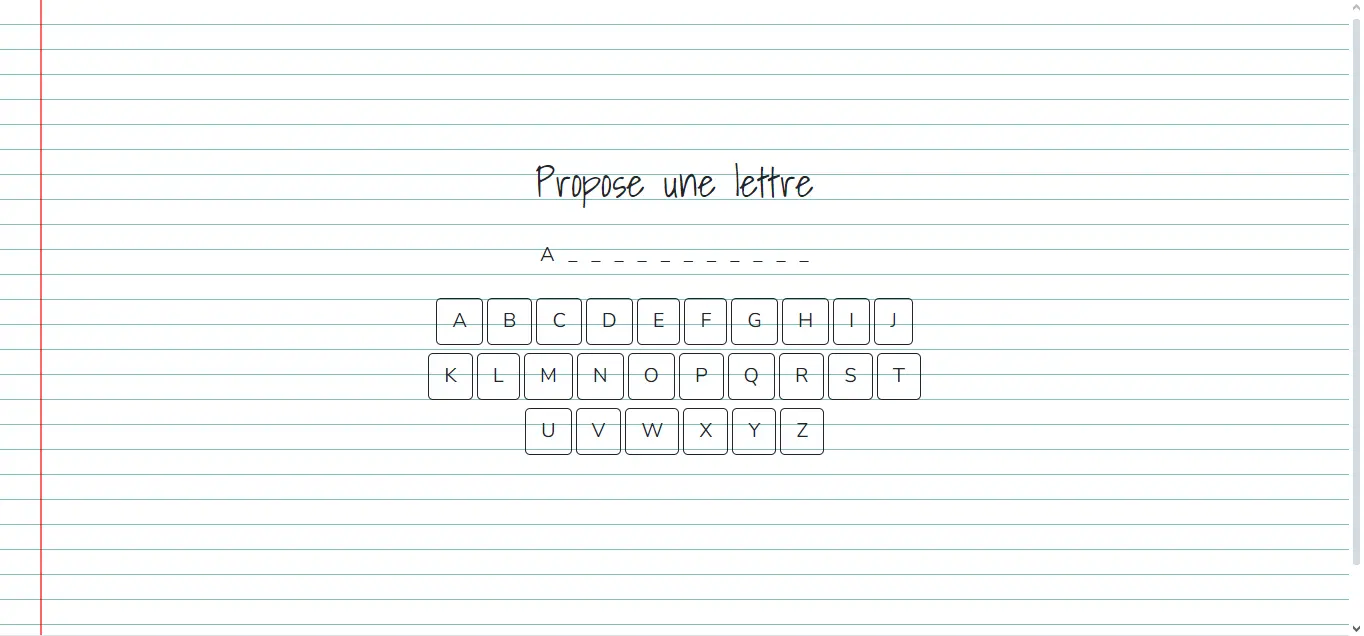 Propose une lettre
A _ _ _ _ _ _ _ _ _ _ _
A B C D E F G H I J
K L M N O P Q R S T
U V W X Y Z